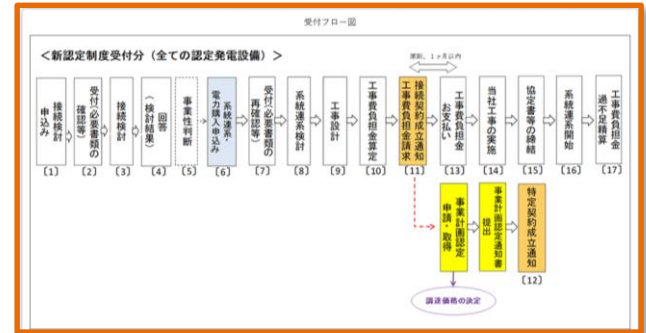 受付フロー図
＜新認定制度受付分（全ての認定発電設備）＞
原則、1ヶ月以内
接続検討
申込み
［1］
受付（必要書類の
確認等）
［2］
接続検討
［3］
回答
（検討結果）
［4］
事業性判断
［5］
系統連系・
電力購入申込み
［6］
受付（必要書類の
再確認等）
［7］
系統連系検討
［8］
工事設計
［9］
工事費負担金算定
［10］
接続契約成立通知
工事費負担金請求
［11］
工事費負担金
お支払い
［13］
当社工事の実施
［14］
協定書等の締結
［15］
系統連系開始
［16］
工事費負担金
過不足精算
［17］
事業計画認定
申請・取得
事業計画認定通知書
提出
特定契約成立通知
［12］
調達価格の決定